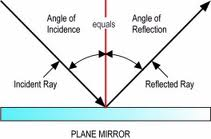 Angle of
Incidence
equals
Angle of
Reflection
Incident Ray
Reflected Ray
PLANE MIRROR